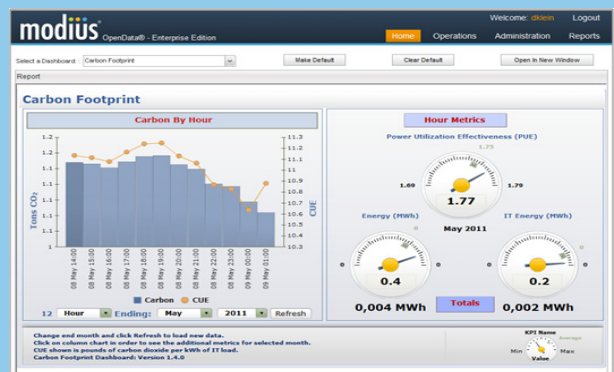 modius OpenData® - Enterprise Edition
Welcome: dklein Logout
Home Operations Administration Reports
Select a Dashboard : Carbon Footprint Make Default Clear Default Open In New Window
Report
Carbon Footprint
Carbon By Hour
Tons CO₂
1.2
1.2
1.1
1.1
1.1
1.1
1.1
1
11.3
11.2
11.1
11.0
10.9
10.8
10.7
10.6
10.5
10.4
10.3
CUE
08 May 14:00
08 May 15:00
08 May 16:00
08 May 17:00
08 May 18:00
08 May 19:00
08 May 20:00
08 May 21:00
08 May 22:00
08 May 23:00
09 May 00:00
09 May 01:00
Carbon CUE
12 Hour Ending: May 2011 Refresh
Hour Metrics
Power Utilization Effectiveness (PUE)
1.75
1.69 1.79
1.77
May 2011
Energy (MWh) IT Energy (MWh)
0 0 0 0
0.4 0.2
0,004 MWh Totals 0,002 MWh
Change end month and click Refresh to load new data.
Click on column chart in order to see the additional metrics for selected month.
CUE shown is pounds of carbon dioxide per kWh of IT load.
Carbon Footprint Dashboard: Version 1.4.0
KPI Name
Average
Min Value Max